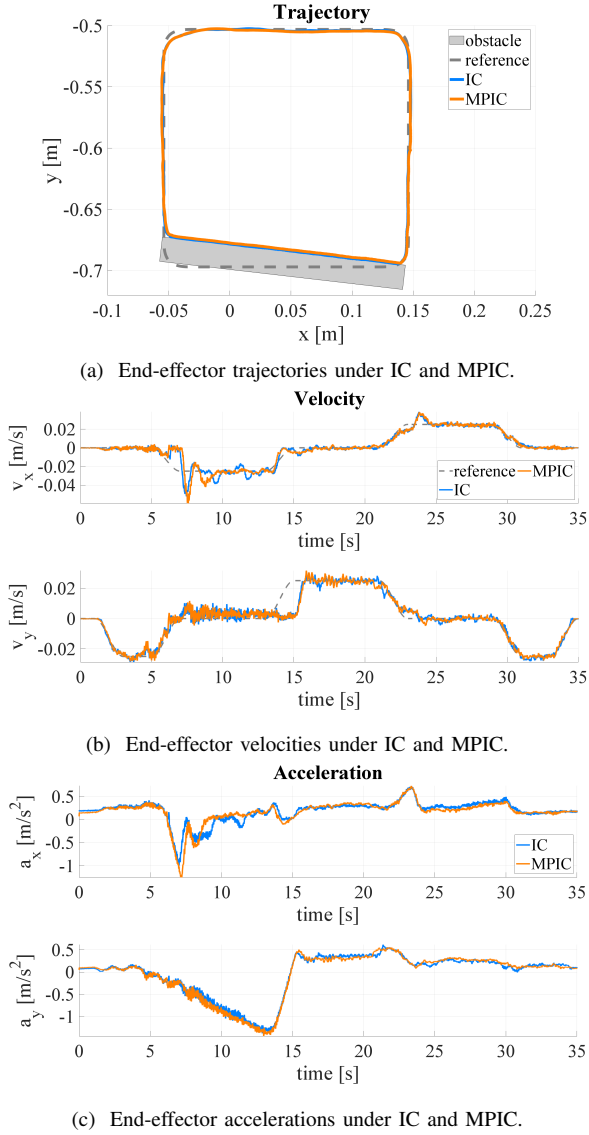 Trajectory
-0.5
-0.55
-0.6
-0.65
-0.7
y [m]
obstacle
reference
IC
MPIC
-0.1 -0.05 0 0.05 0.1 0.15 0.2 0.25
x [m]
(a) End-effector trajectories under IC and MPIC.
Velocity
0.02
0
-0.02
-0.04
v_x [m/s]
reference MPIC
IC
0 5 10 15 20 25 30 35
time [s]
0.02
0
-0.02
v_y [m/s]
0 5 10 15 20 25 30 35
time [s]
(b) End-effector velocities under IC and MPIC.
Acceleration
0.5
0
-0.5
-1
a_x [m/s²]
IC
MPIC
0 5 10 15 20 25 30 35
time [s]
0.5
0
-0.5
-1
a_y [m/s²]
0 5 10 15 20 25 30 35
time [s]
(c) End-effector accelerations under IC and MPIC.